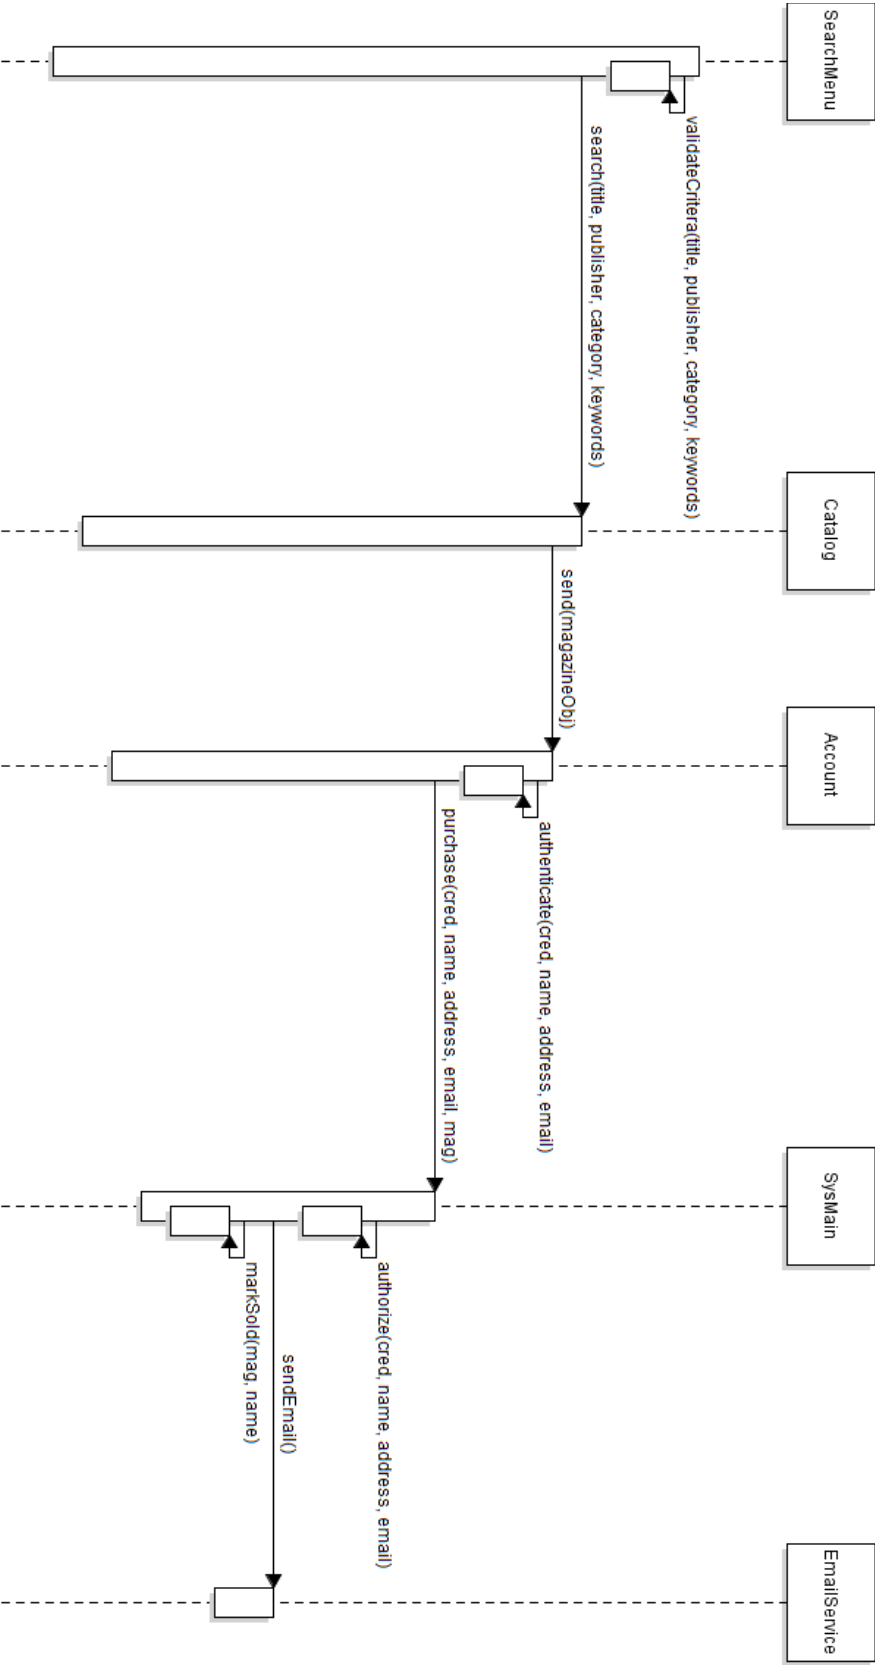 SearchMenu
Catalog
Account
SysMain
EmailService
validateCritera(title, publisher, category, keywords)
search(title, publisher, category, keywords)
send(magazineObj)
authenticate(cred, name, address, email)
purchase(cred, name, address, email, mag)
authorize(cred, name, address, email)
sendEmail()
markSold(mag, name)